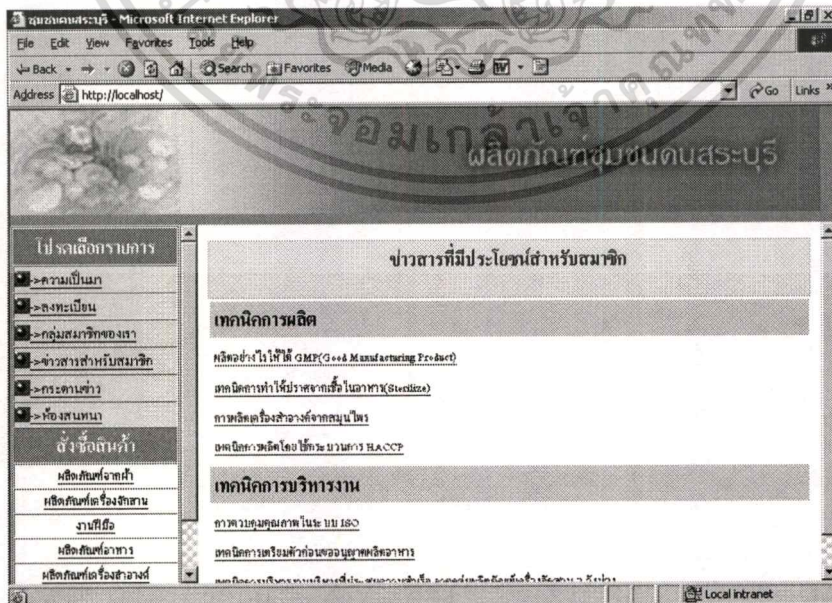 ชุมชนคนสระบุรี - Microsoft Internet Explorer
File Edit View Favorites Tools Help
Back Search Favorites Media
Address http://localhost/ Go Links »
พระจอมเกล้าเจ้าคุณท
ผลิตภัณฑ์ชุมชนคนสระบุรี
โปรดเลือกรายการ
->ความเป็นมา
->ลงทะเบียน
->กลุ่มสมาชิกของเรา
->ข่าวสารสำหรับสมาชิก
->กระดานข่าว
->ห้องสนทนา
สั่งซื้อสินค้า
ผลิตภัณฑ์จากผ้า
ผลิตภัณฑ์เครื่องจักสาน
งานฝีมือ
ผลิตภัณฑ์อาหาร
ผลิตภัณฑ์เครื่องสำอางค์
ข่าวสารที่มีประโยชน์สำหรับสมาชิก
เทคนิคการผลิต
ผลิตอย่างไรให้ได้ GMP(Good Manufacturing Product)
เทคนิคการทำให้ปราศจากเชื้อในอาหาร(Sterilize)
การผลิตเครื่องสำอางค์จากสมุนไพร
เทคนิคการผลิตโดยใช้กระบวนการ HACCP
เทคนิคการบริหารงาน
การควบคุมคุณภาพในระบบ ISO
เทคนิคการเตรียมตัวก่อนขออนุญาตผลิตอาหาร
Local intranet